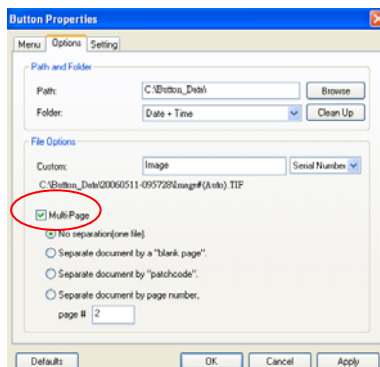 Button Properties
Menu Options Setting
Path and Folder
Path: C:\Button_Data\ Browse
Folder: Date + Time Clean Up
File Options
Custom: Image Serial Number
C:\Button_Data\20060511-095728\Image#(Auto).TIF
Multi-Page
No separation(one file).
Separate document by a "blank page".
Separate document by "patchcode".
Separate document by page number,
page # 2
Defaults OK Cancel Apply